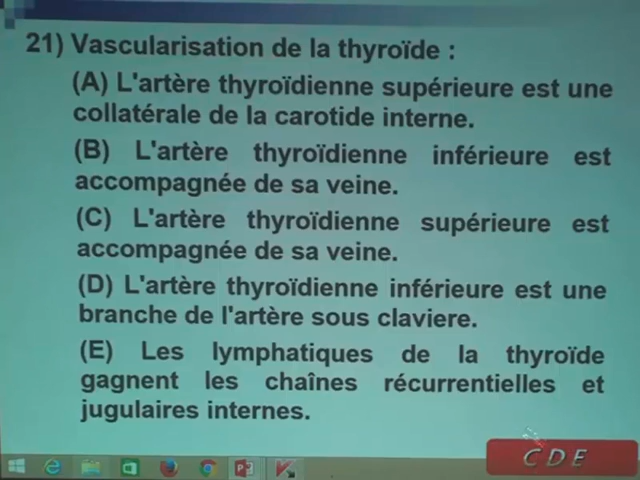 21) Vascularisation de la thyroïde :
(A) L'artère thyroïdienne supérieure est une
collatérale de la carotide interne.
(B) L'artère thyroïdienne inférieure est
accompagnée de sa veine.
(C) L'artère thyroïdienne supérieure est
accompagnée de sa veine.
(D) L'artère thyroïdienne inférieure est une
branche de l'artère sous claviere.
(E) Les lymphatiques de la thyroïde
gagnent les chaînes récurrentielles et
jugulaires internes.
CDE